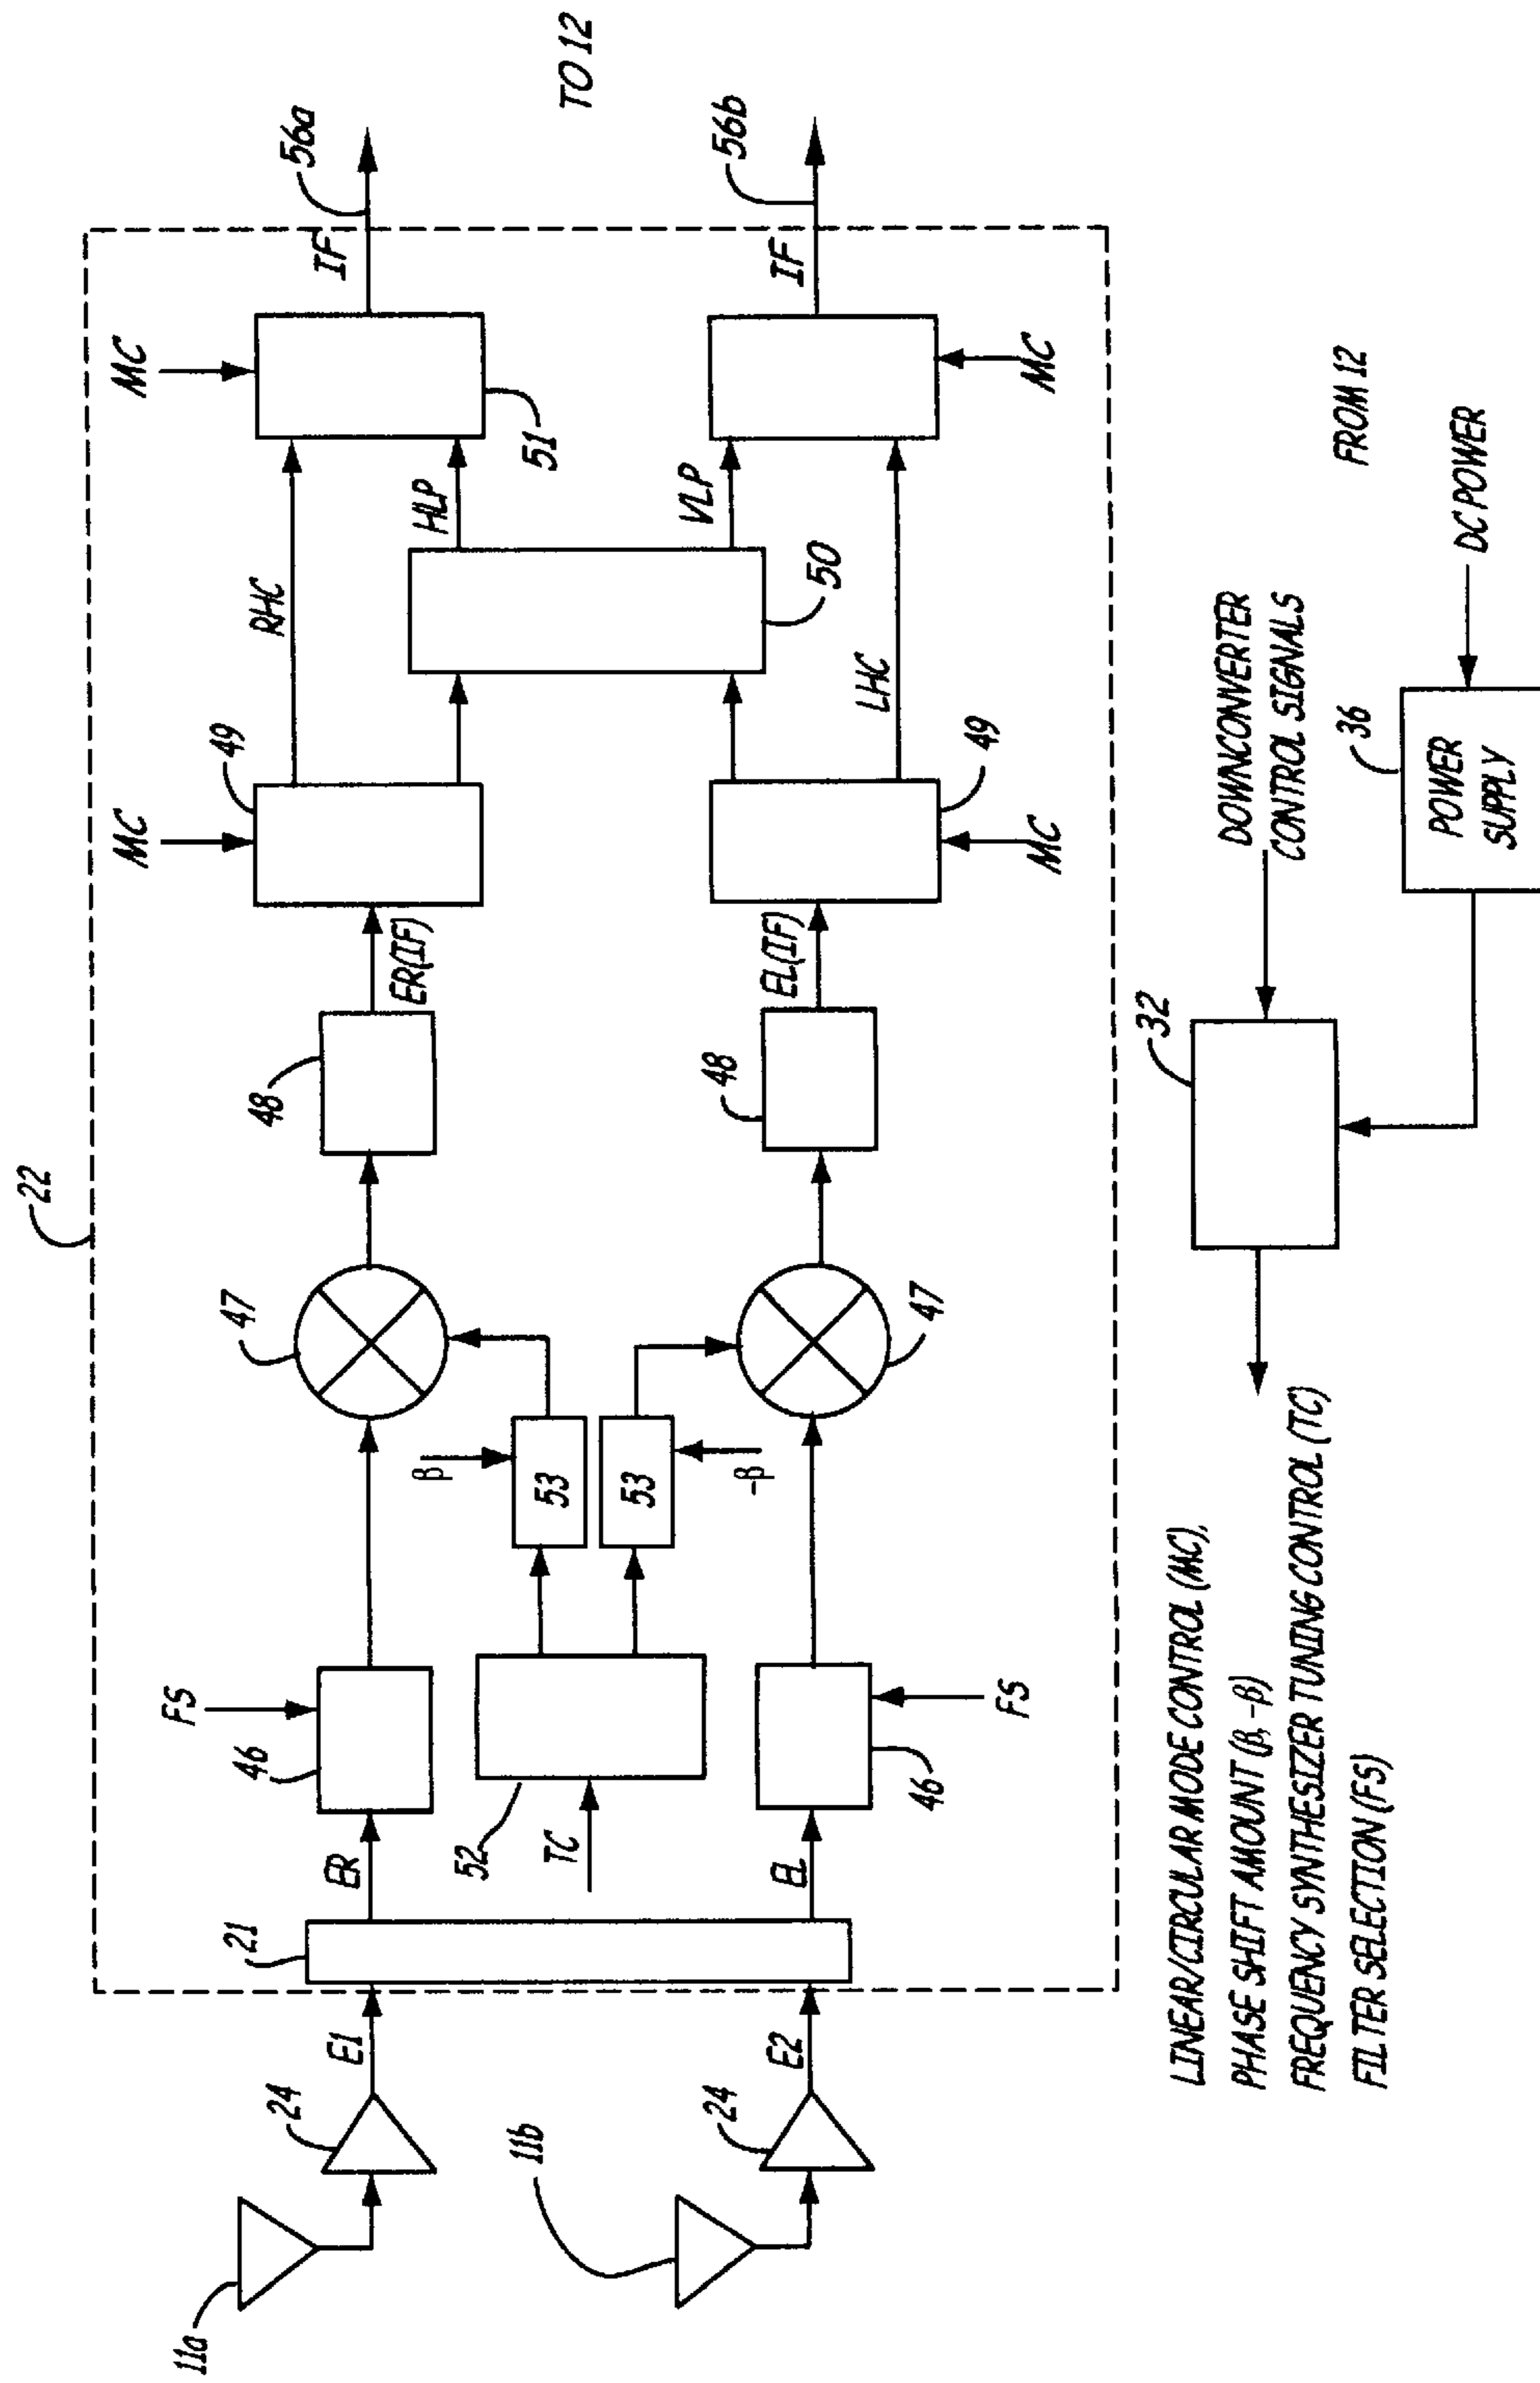 22
MC
MC
56a
FS
46
47
48
ER(IF)
49
RHC
HLP
51
IF
11a
24
E1
21
ER
β
53
53
-β
TO 12
52
TC
50
VLP
11b
24
E2
EL
46
FS
47
48
EL(IF)
49
MC
LHC
MC
IF
56b
LINEAR/CIRCULAR MODE CONTROL (MC),
PHASE SHIFT AMOUNT (β, -β)
FREQUENCY SYNTHESIZER TUNING CONTROL (TC)
FILTER SELECTION (FS)
32
DOWNCONVERTER
CONTROL SIGNALS
FROM 12
36
POWER
SUPPLY
DC POWER